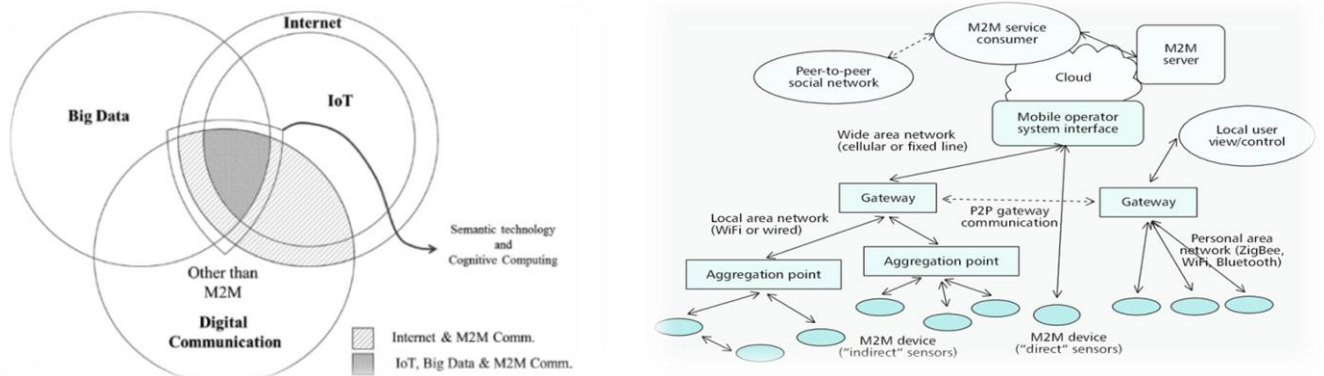 Internet
IoT
Big Data
Semantic technology
and
Cognitive Computing
Other than
M2M
Digital
Communication
Internet & M2M Comm.
IoT, Big Data & M2M Comm.
M2M service
consumer
M2M
server
Peer-to-peer
social network
Cloud
Mobile operator
system interface
Local user
view/control
Wide area network
(cellular or fixed line)
Gateway
Gateway
P2P gateway
communication
Local area network
(WiFi or wired)
Personal area
network (ZigBee,
WiFi, Bluetooth)
Aggregation point
Aggregation point
M2M device
("indirect" sensors)
M2M device
("direct" sensors)